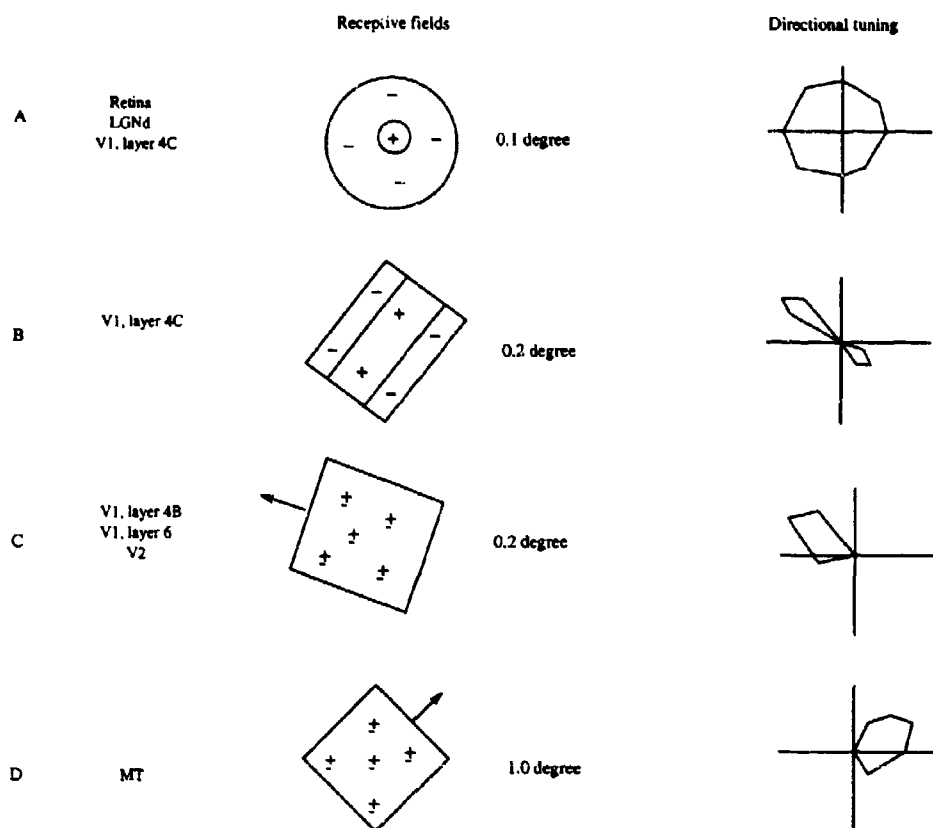 Receptive fields
Directional tuning
A
Retina
LGNd
V1, layer 4C
−
−
+
−
−
0.1 degree
B
V1, layer 4C
−
+
−
−
+
−
0.2 degree
C
V1, layer 4B
V1, layer 6
V2
±
±
±
±
±
0.2 degree
D
MT
±
±
±
±
±
1.0 degree